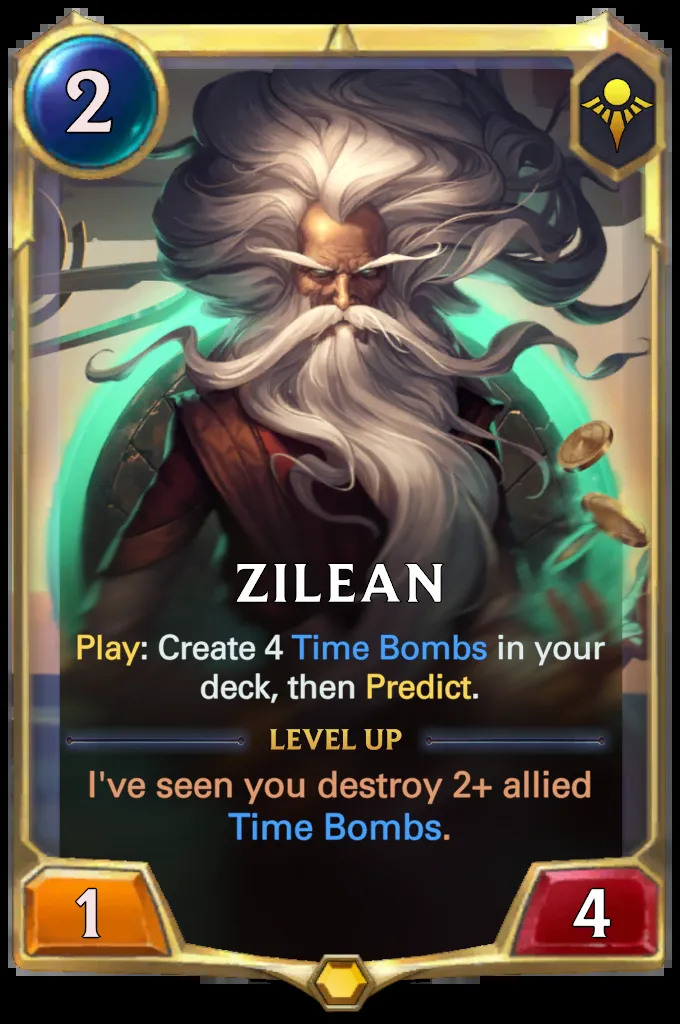 2
ZILEAN
Play: Create 4 Time Bombs in your
deck, then Predict.
LEVEL UP
I've seen you destroy 2+ allied
Time Bombs.
1
4